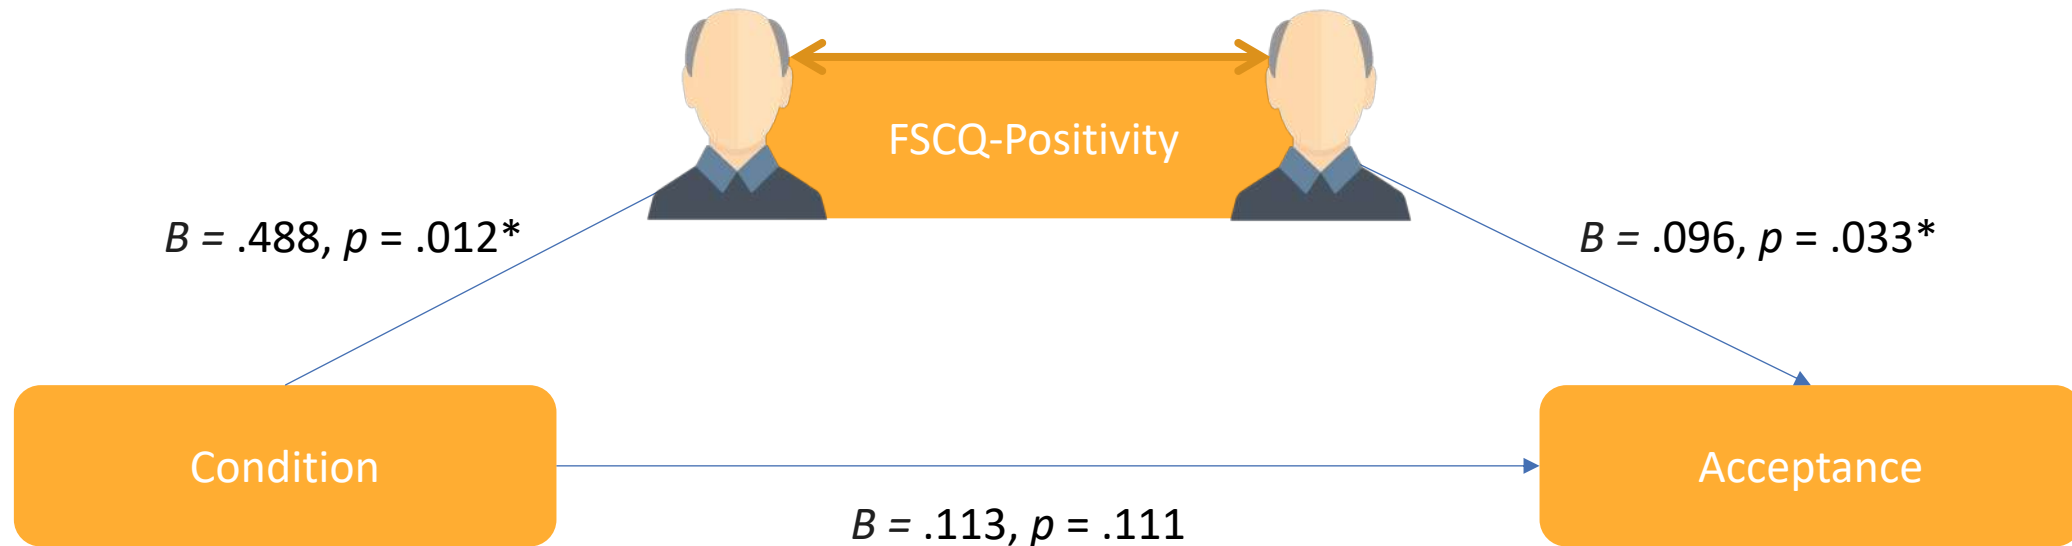 FSCQ-Positivity
B = .488, p = .012*
B = .096, p = .033*
Condition
Acceptance
B = .113, p = .111